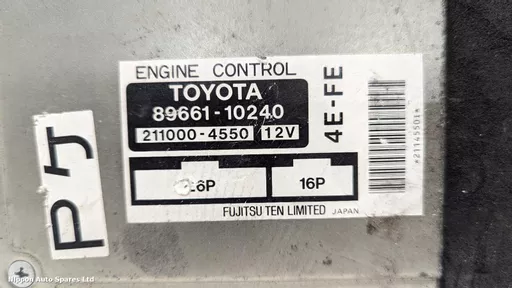 ENGINE CONTROL
TOYOTA
89661-10240
211000-4550 12V
4E-FE
16P
FUJITSU TEN LIMITED JAPAN
Nippon Auto Spares Ltd